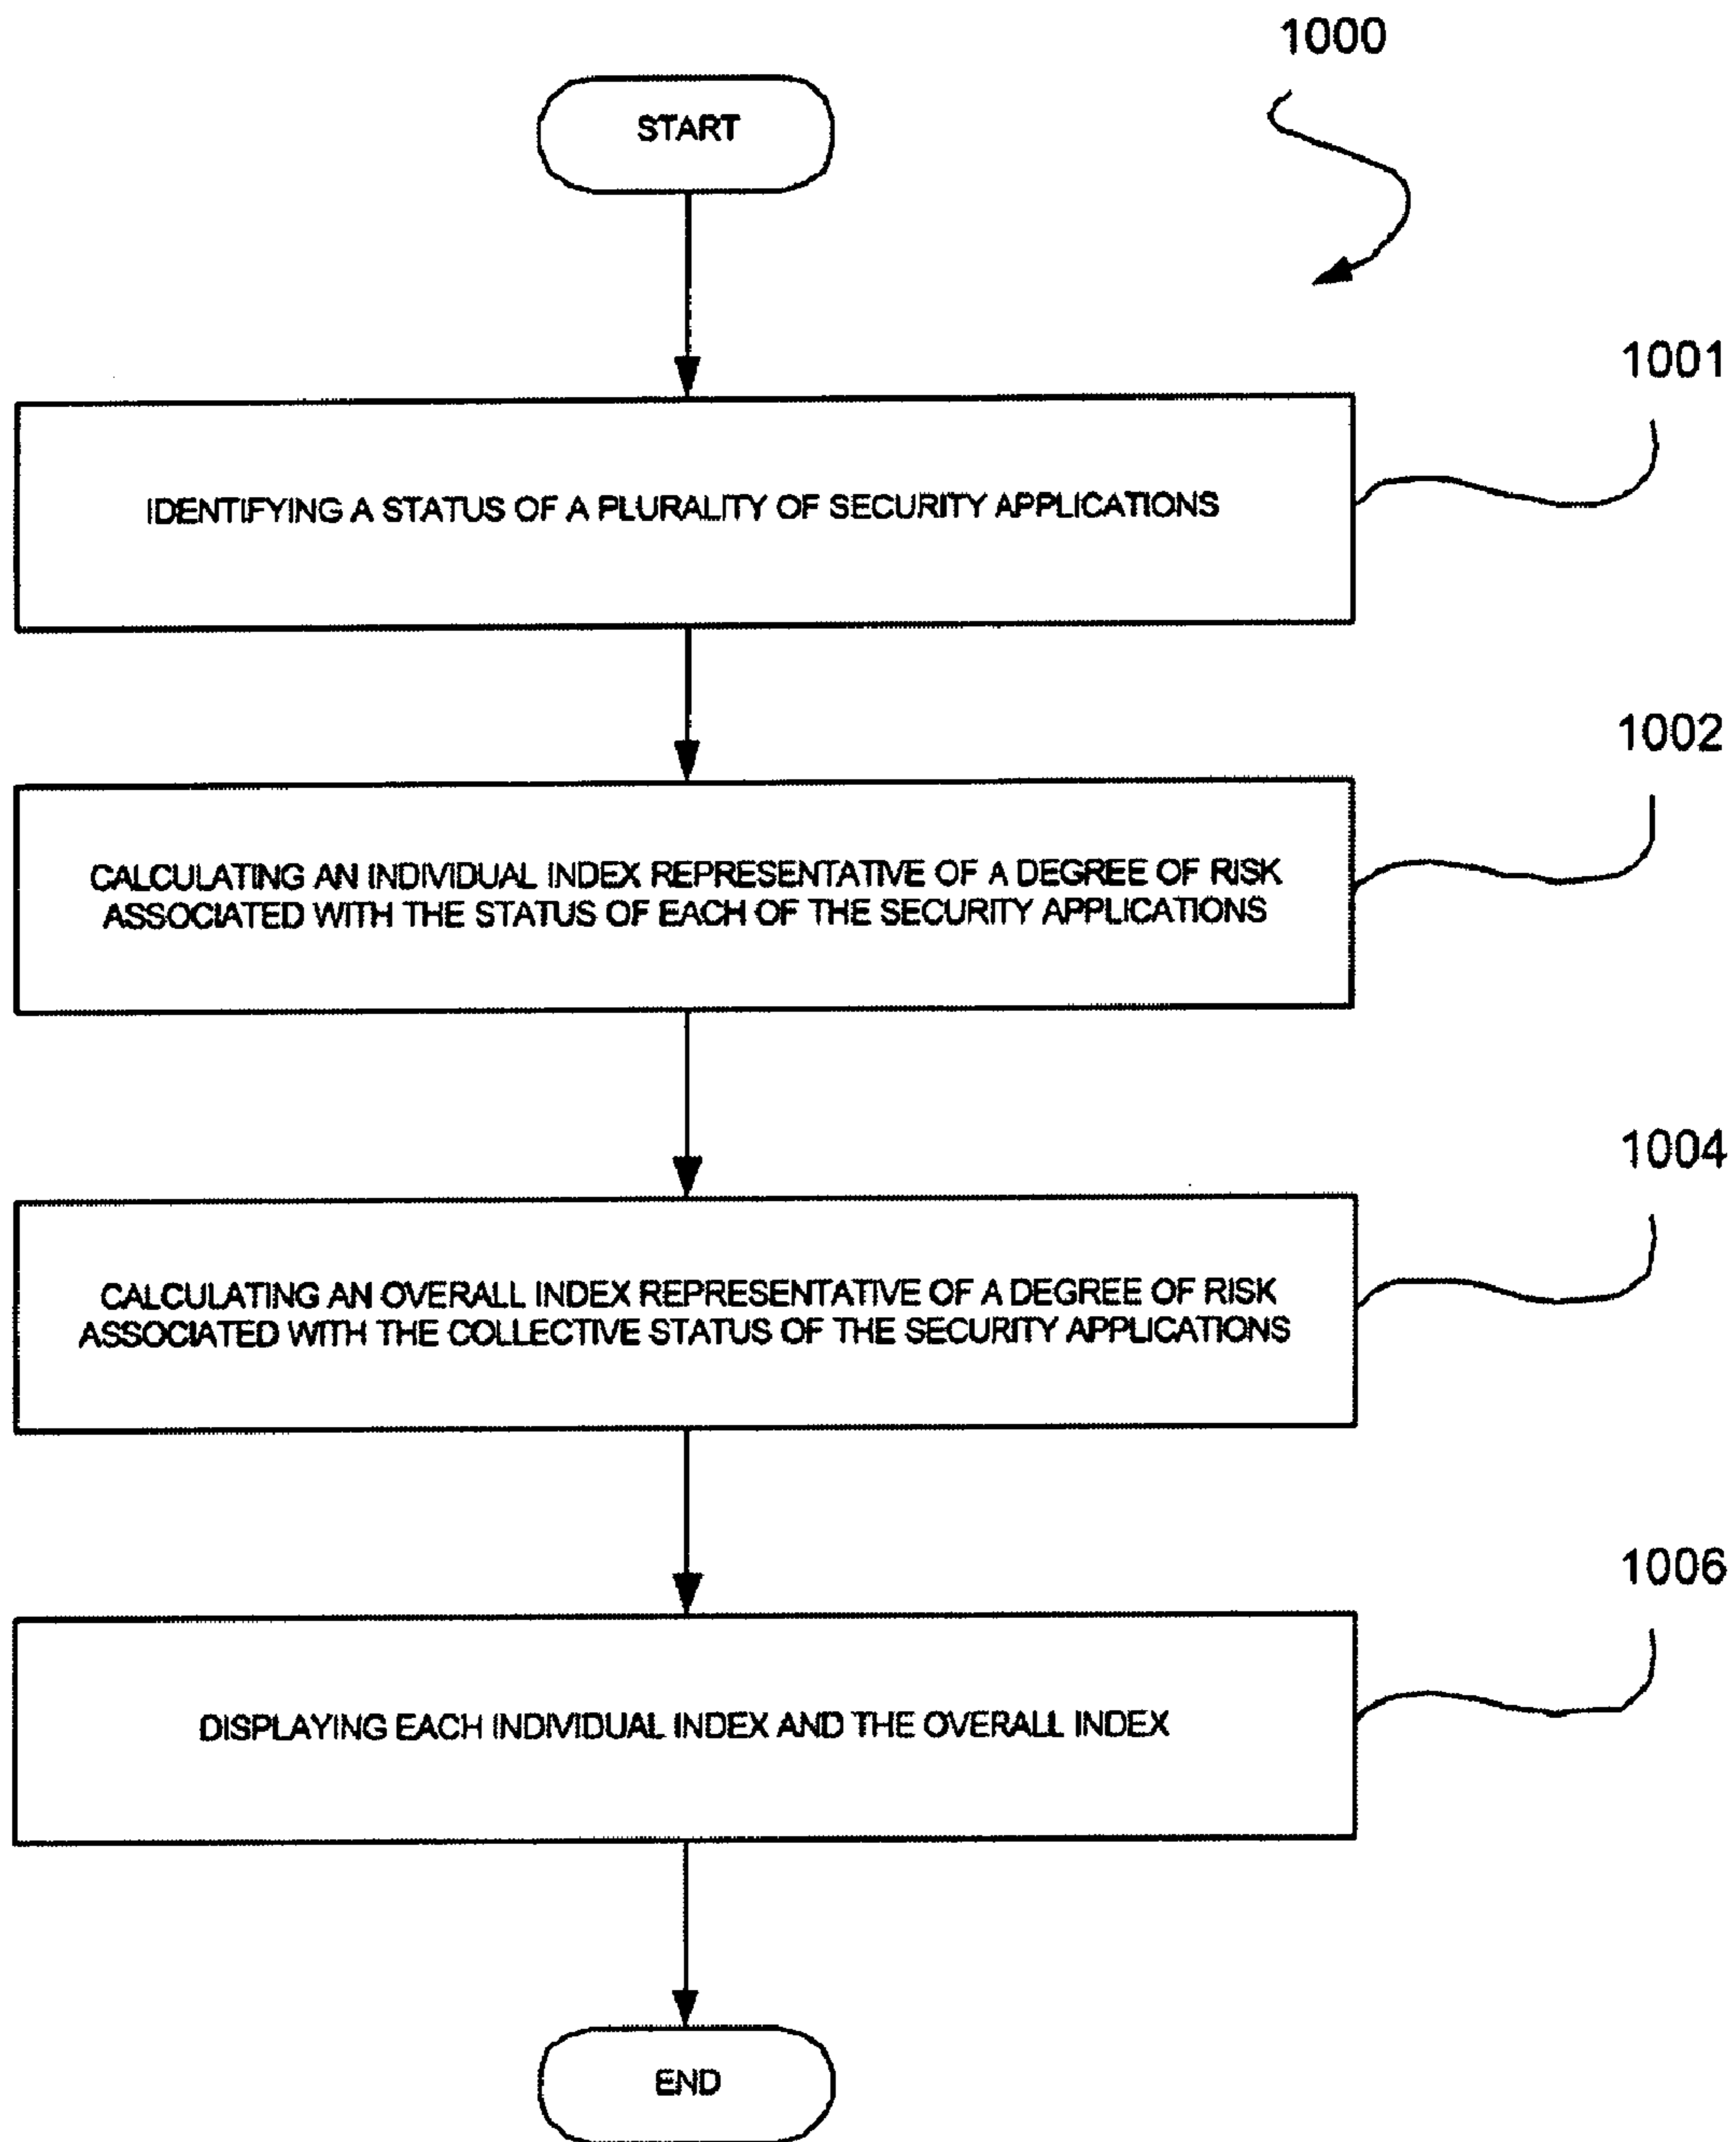 1000
START
1001
IDENTIFYING A STATUS OF A PLURALITY OF SECURITY APPLICATIONS
1002
CALCULATING AN INDIVIDUAL INDEX REPRESENTATIVE OF A DEGREE OF RISK
ASSOCIATED WITH THE STATUS OF EACH OF THE SECURITY APPLICATIONS
1004
CALCULATING AN OVERALL INDEX REPRESENTATIVE OF A DEGREE OF RISK
ASSOCIATED WITH THE COLLECTIVE STATUS OF THE SECURITY APPLICATIONS
1006
DISPLAYING EACH INDIVIDUAL INDEX AND THE OVERALL INDEX
END